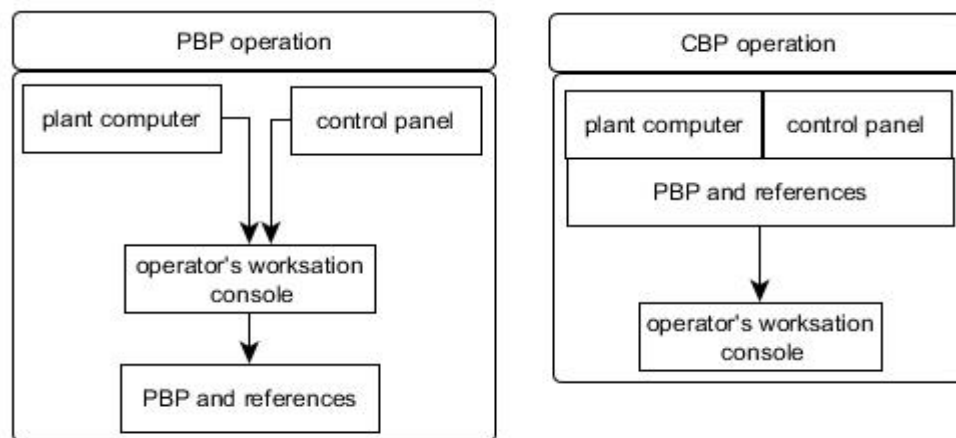 PBP operation
plant computer
control panel
operator's worksation
console
PBP and references
CBP operation
plant computer
control panel
PBP and references
operator's worksation
console